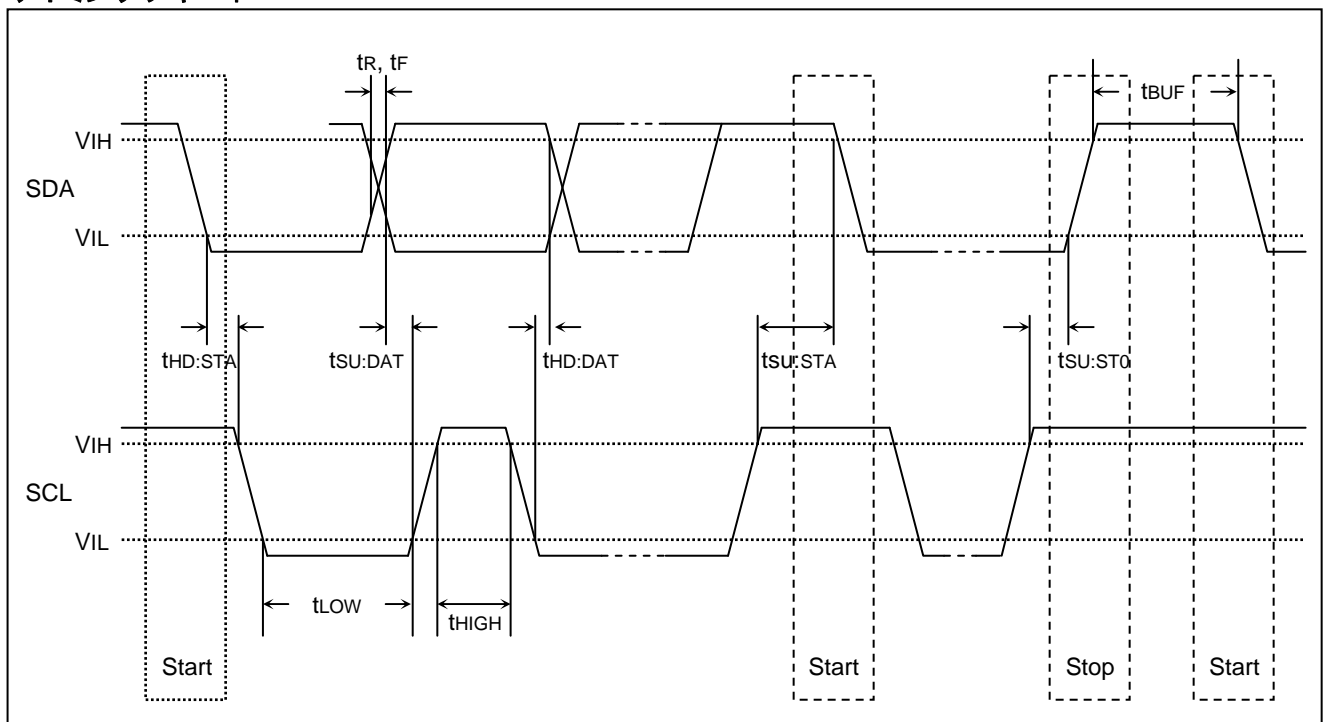 tR, tF
tBUF
VIH
SDA
VIL
tHD:STA tSU:DAT tHD:DAT tsu:STA tSU:ST0
VIH
SCL
VIL
tLOW
tHIGH
Start Start Stop Start